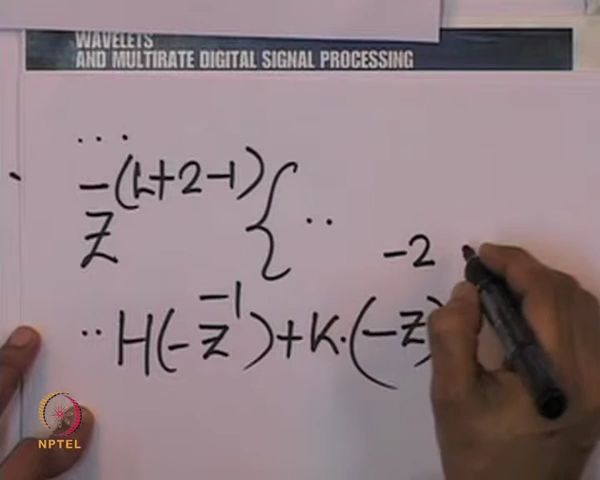 WAVELETS
AND MULTIRATE DIGITAL SIGNAL PROCESSING
...
z^{-(L+2-1)} { ..
.. H(-z^{-1}) + K.(-z)^{-2}
NPTEL